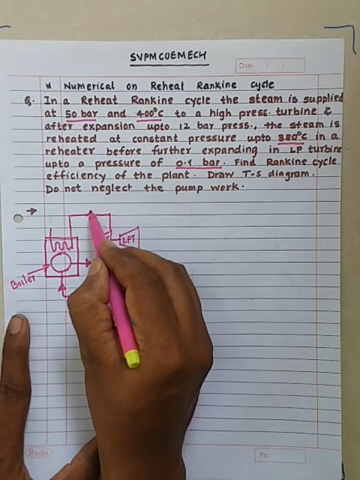 SVPMCOEMECH
Date: / /
* Numerical on Reheat Rankine Cycle
Q. In a Reheat Rankine cycle the steam is supplied
at 50 bar and 400°C to a high press. turbine &
after expansion upto 12 bar press., the steam is
reheated at constant pressure upto 380°C in a
reheater before further expanding in LP turbine
upto a pressure of 0.1 bar. Find Rankine cycle
efficiency of the plant. Draw T-S diagram.
Do not neglect the pump work.
LPT
Boiler